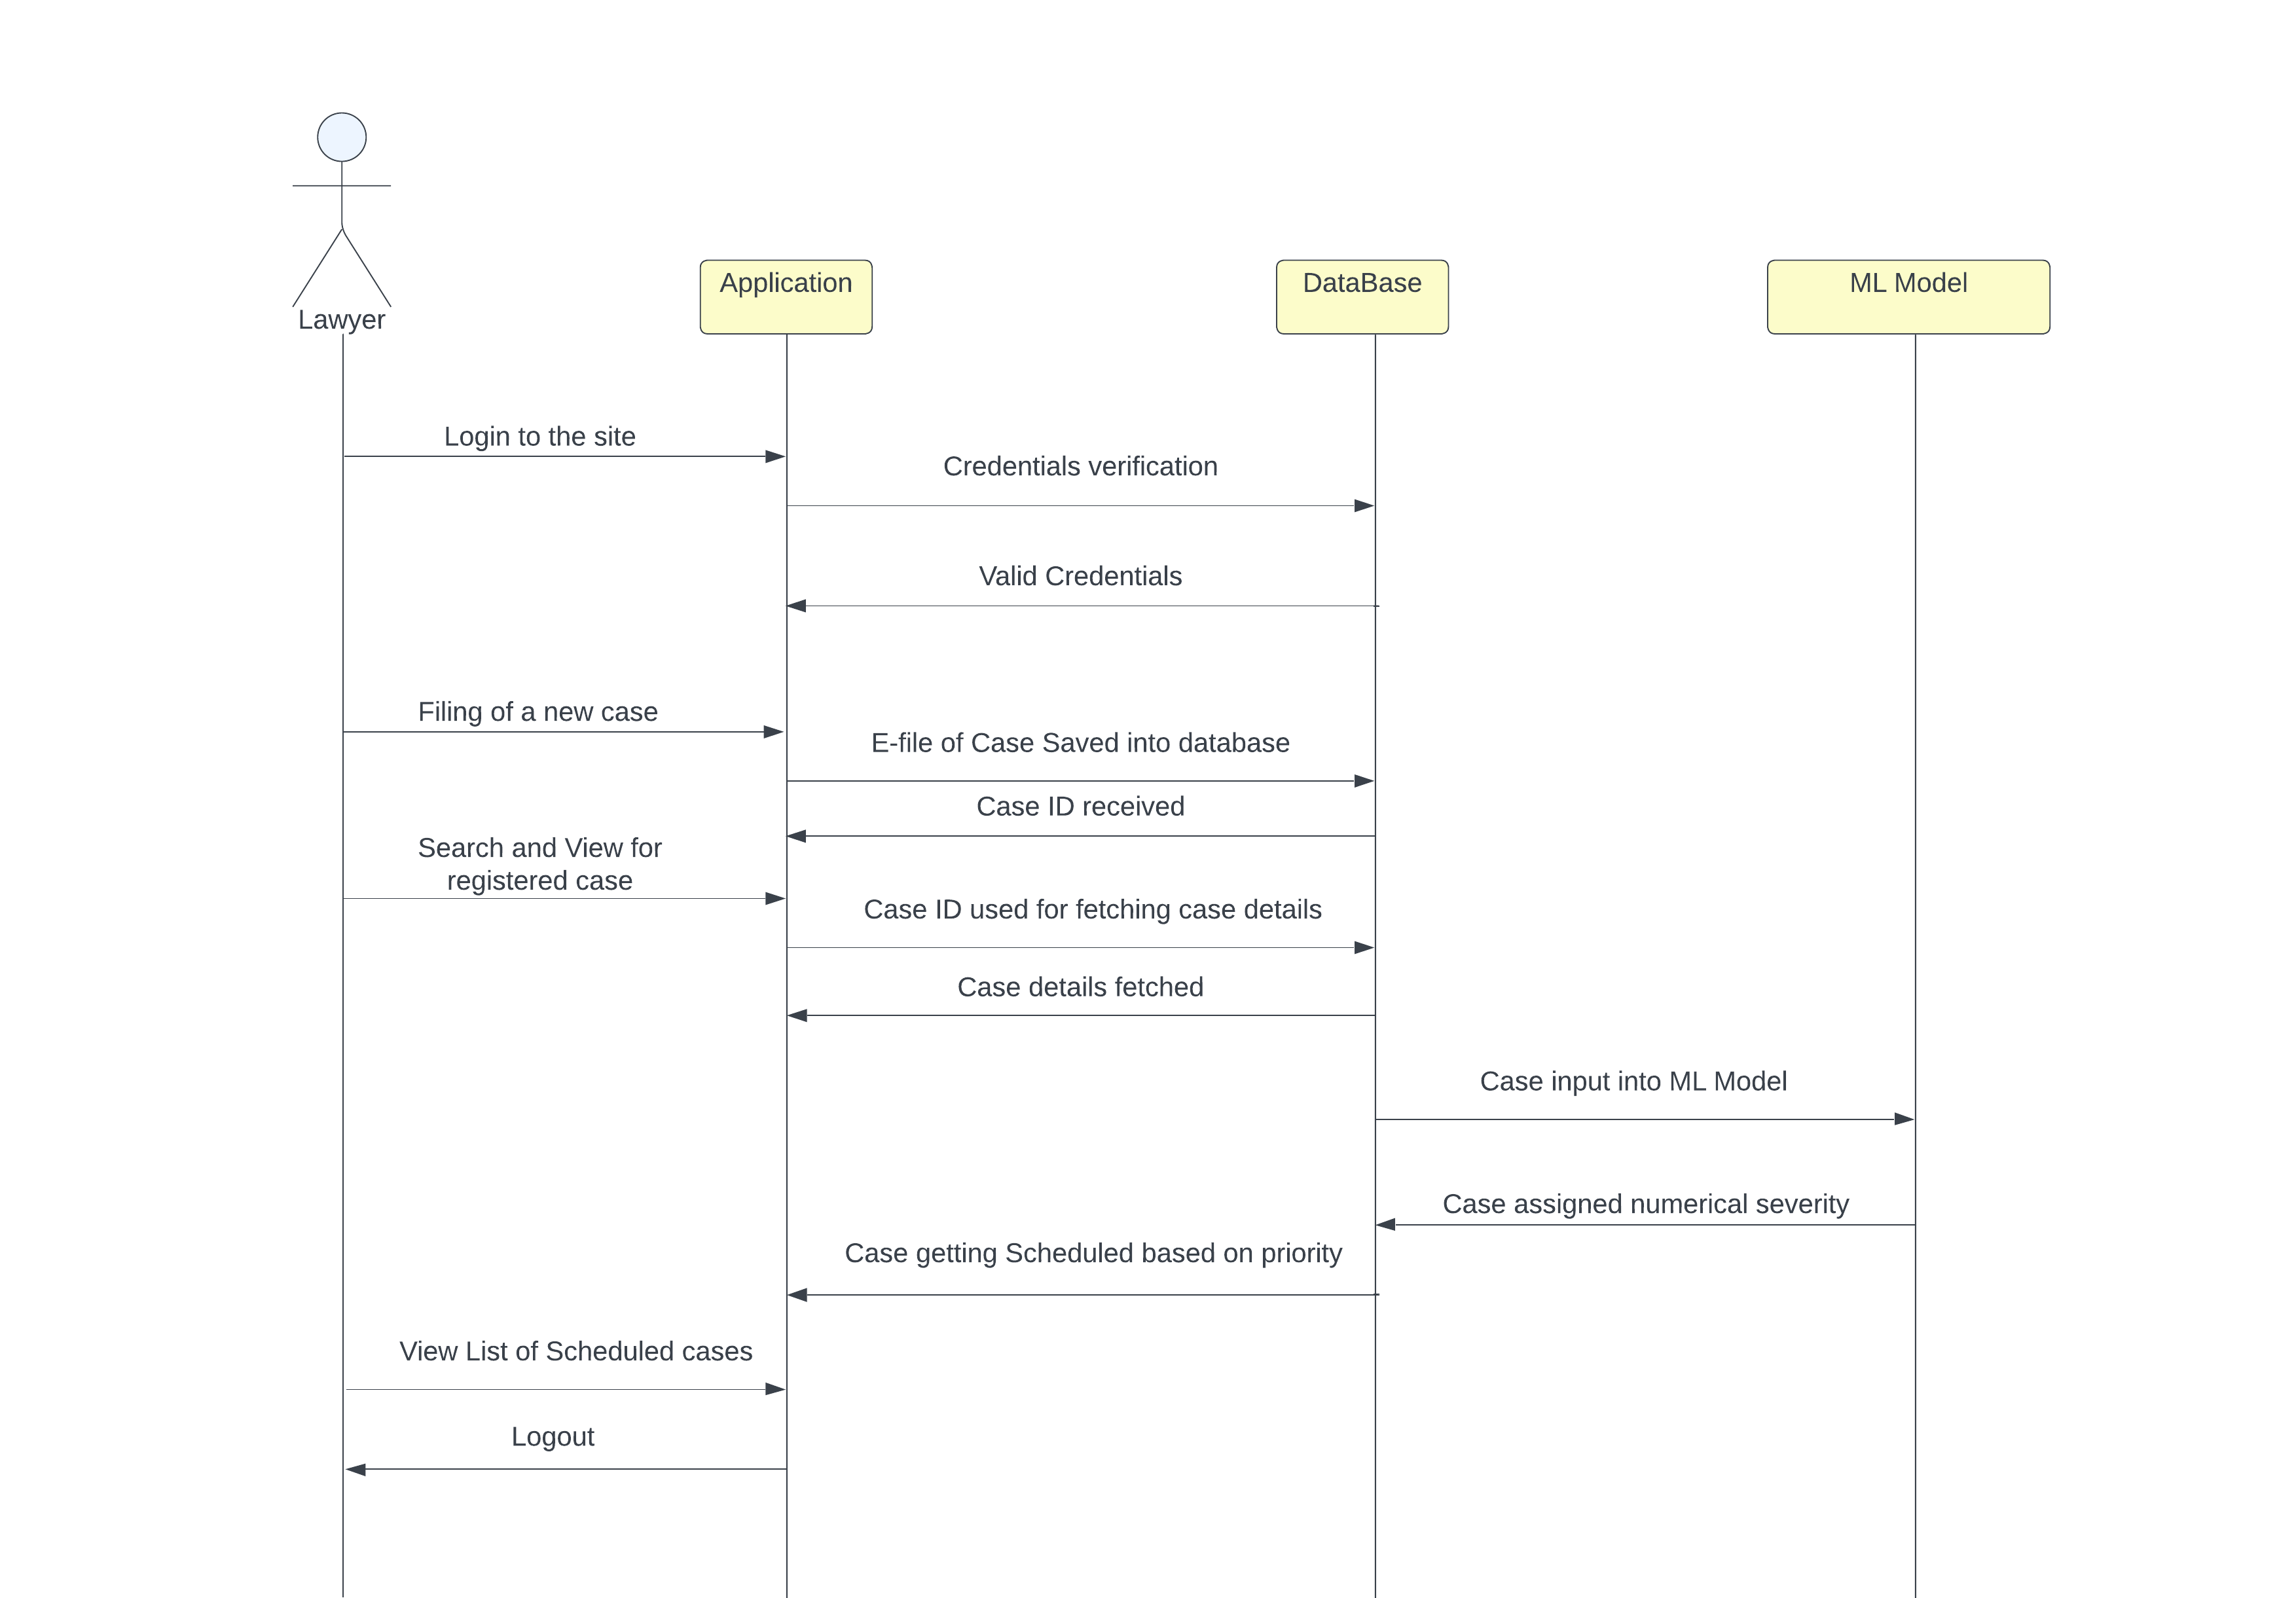 Lawyer
Application
DataBase
ML Model
Login to the site
Credentials verification
Valid Credentials
Filing of a new case
E-file of Case Saved into database
Case ID received
Search and View for
registered case
Case ID used for fetching case details
Case details fetched
Case input into ML Model
Case assigned numerical severity
Case getting Scheduled based on priority
View List of Scheduled cases
Logout